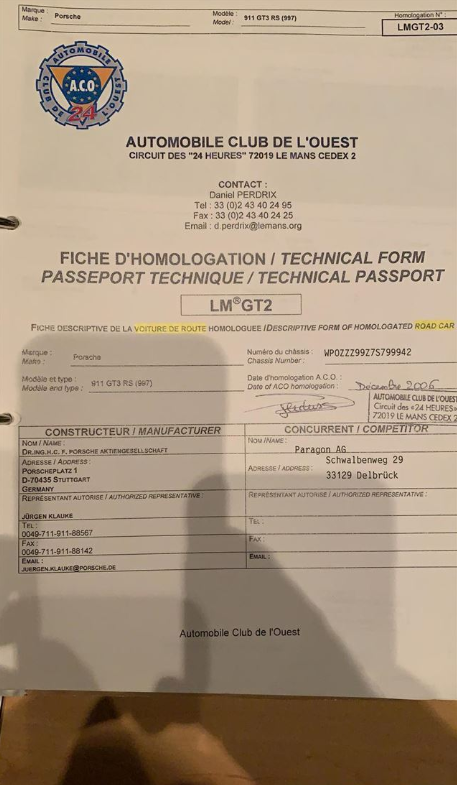 Marque : Porsche Modèle : 911 GT3 RS (997) Homologation N° :
Make : Model : LMGT2-03
AUTOMOBILE
A.C.O
24
CLUB DE L'OUEST
AUTOMOBILE CLUB DE L'OUEST
CIRCUIT DES "24 HEURES" 72019 LE MANS CEDEX 2
CONTACT :
Daniel PERDRIX
Tel : 33 (0)2 43 40 24 95
Fax : 33 (0)2 43 40 24 25
Email : d.perdrix@lemans.org
FICHE D'HOMOLOGATION / TECHNICAL FORM
PASSEPORT TECHNIQUE / TECHNICAL PASSPORT
LM®GT2
FICHE DESCRIPTIVE DE LA VOITURE DE ROUTE HOMOLOGUEE /DESCRIPTIVE FORM OF HOMOLOGATED ROAD CAR
Marque : Porsche
Make :
Numéro du châssis : WP0ZZZ99Z7S799942
Chassis Number :
Modèle et type : 911 GT3 RS (997)
Modèle and type :
Date d'homologation A.C.O. :
Date of ACO homologation :
AUTOMOBILE CLUB DE L'OUEST
Circuit des «24 HEURES»
72019 LE MANS CEDEX 2
CONSTRUCTEUR / MANUFACTURER
NOM / NAME :
DR.ING.H.C. F. PORSCHE AKTIENGESELLSCHAFT
ADRESSE / ADDRESS :
PORSCHEPLATZ 1
D-70435 STUTTGART
GERMANY
REPRÉSENTANT AUTORISE / AUTHORIZED REPRESENTATIVE :
JÜRGEN KLAUKE
TEL :
0049-711-911-88567
FAX :
0049-711-911-88142
EMAIL :
JUERGEN.KLAUKE@PORSCHE.DE
CONCURRENT / COMPETITOR
NOM /NAME :
Paragon AG
ADRESSE / ADDRESS : Schwalbenweg 29
33129 Delbrück
REPRÉSENTANT AUTORISE / AUTHORIZED REPRESENTATIVE :
TEL :
FAX :
EMAIL :
Automobile Club de l'Ouest